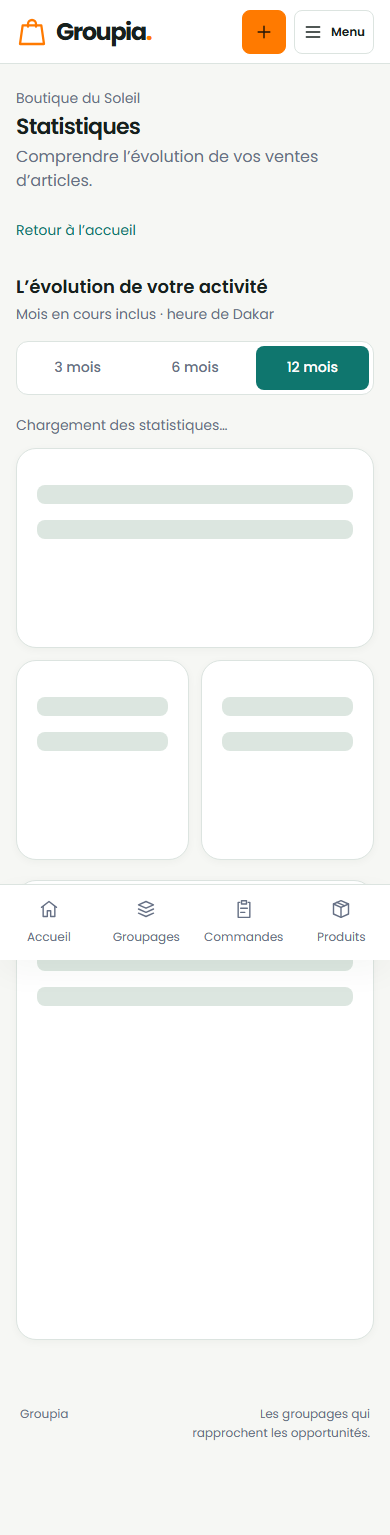 Groupia.
Menu
Boutique du Soleil
Statistiques
Comprendre l’évolution de vos ventes
d’articles.
Retour à l’accueil
L’évolution de votre activité
Mois en cours inclus · heure de Dakar
3 mois
6 mois
12 mois
Chargement des statistiques…
Accueil
Groupages
Commandes
Produits
Groupia
Les groupages qui
rapprochent les opportunités.